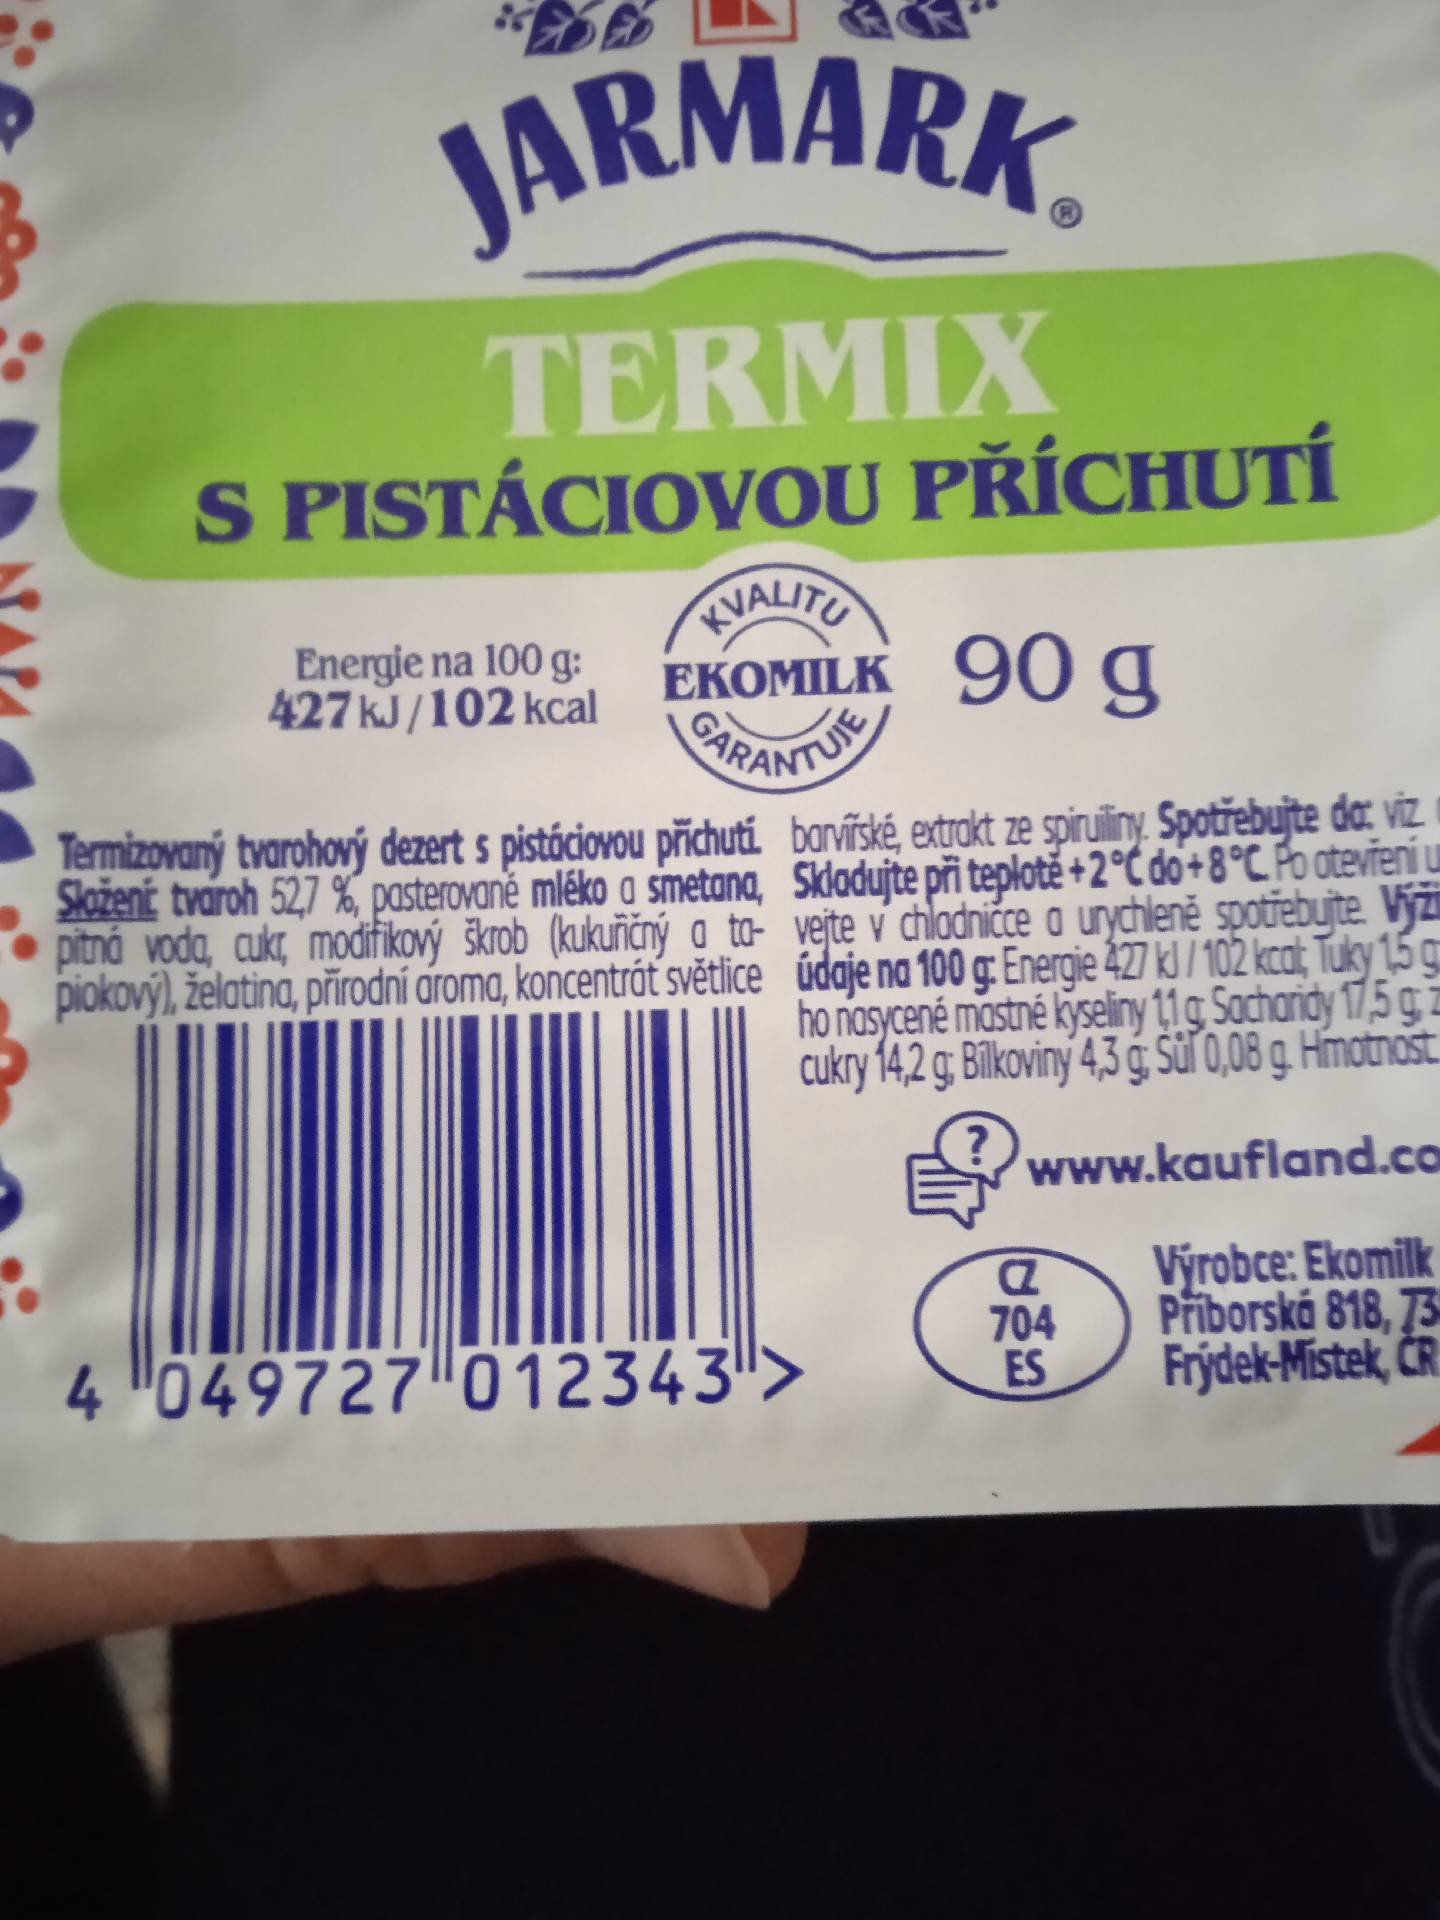 JARMARK®
TERMIX
S PISTÁCIOVOU PŘÍCHUTÍ
Energie na 100 g:
427 kJ / 102 kcal
KVALITU
EKOMILK
GARANTUJE
90 g
Termizovaný tvarohový dezert s pistáciovou příchutí.
Složení: tvaroh 52,7 %, pasterované mléko a smetana,
pitná voda, cukr, modifikový škrob (kukuřičný a ta-
piokový), želatina, přírodní aroma, koncentrát světlice
barvířské, extrakt ze spiruliny. Spotřebujte do: viz.
Skladujte při teplotě +2°C do +8°C. Po otevření u
vejte v chladničce a urychleně spotřebujte. Výži
údaje na 100 g: Energie 427 kJ / 102 kcal; Tuky 1,5 g;
ho nasycené mastné kyseliny 1,1 g; Sacharidy 17,5 g; z
cukry 14,2 g; Bílkoviny 4,3 g; Sůl 0,08 g. Hmotnost:
?
www.kaufland.co
CZ
704
ES
Výrobce: Ekomilk
Příborská 818, 73
Frýdek-Místek, ČR
4 049727 012343 >